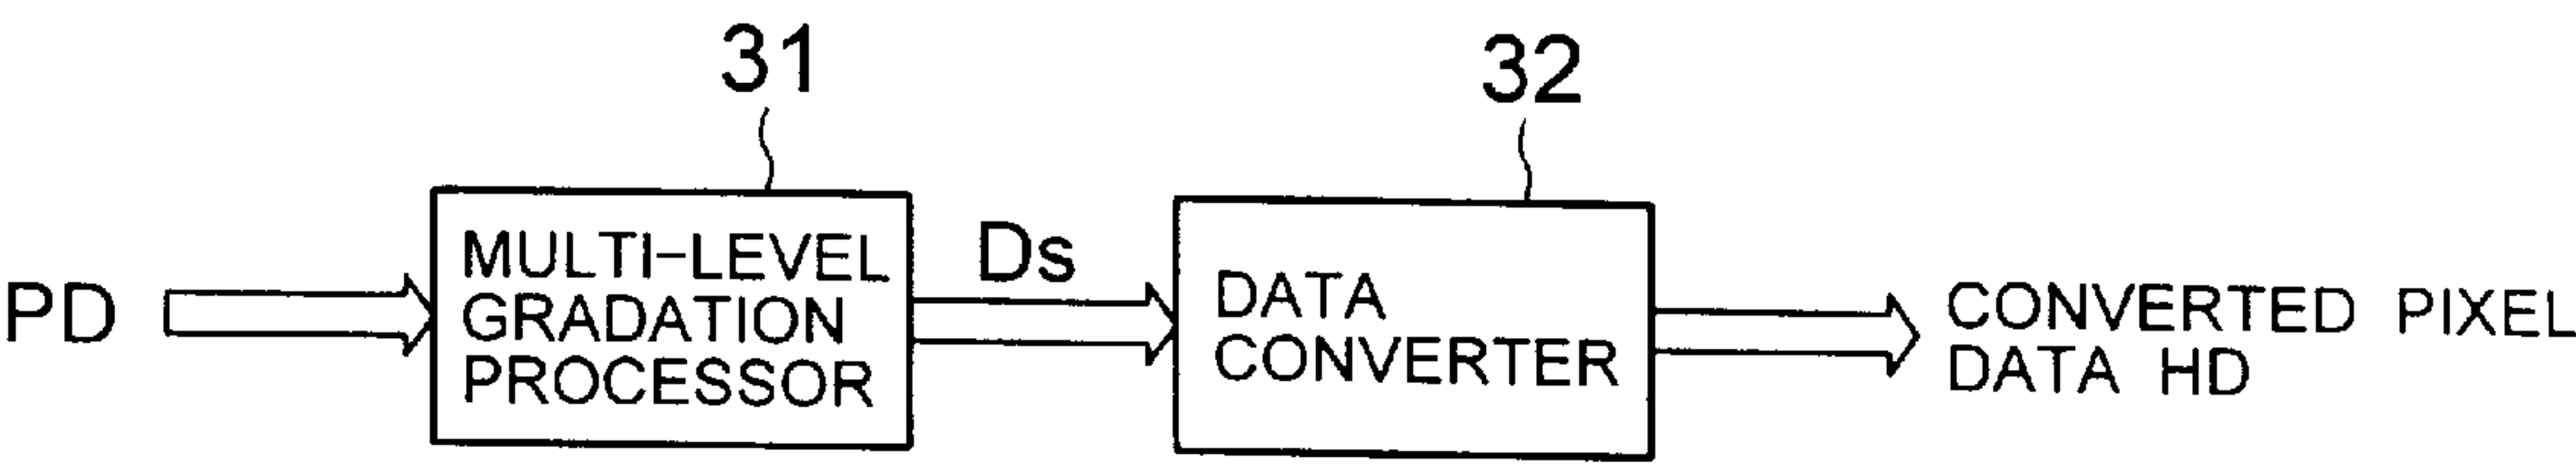 31
32
PD
MULTI-LEVEL
GRADATION
PROCESSOR
Ds
DATA
CONVERTER
CONVERTED PIXEL
DATA HD